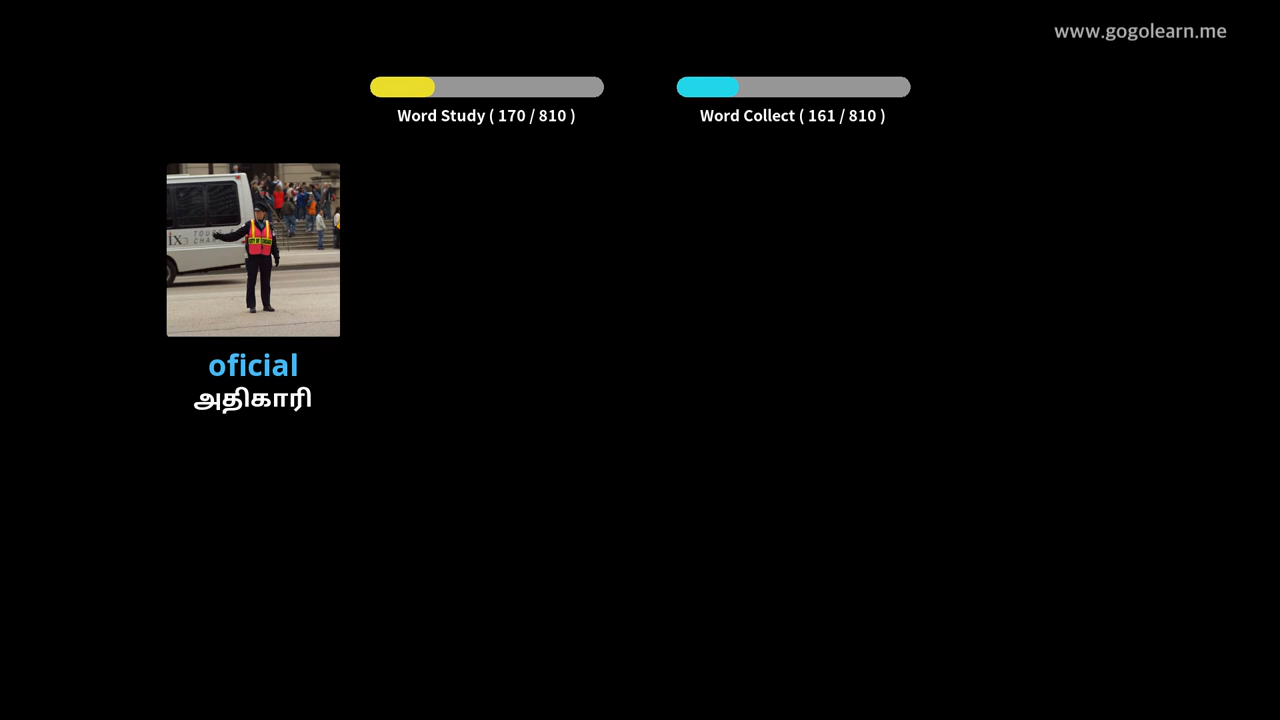 www.gogolearn.me
Word Study ( 170 / 810 )
Word Collect ( 161 / 810 )
oficial
அதிகாரி